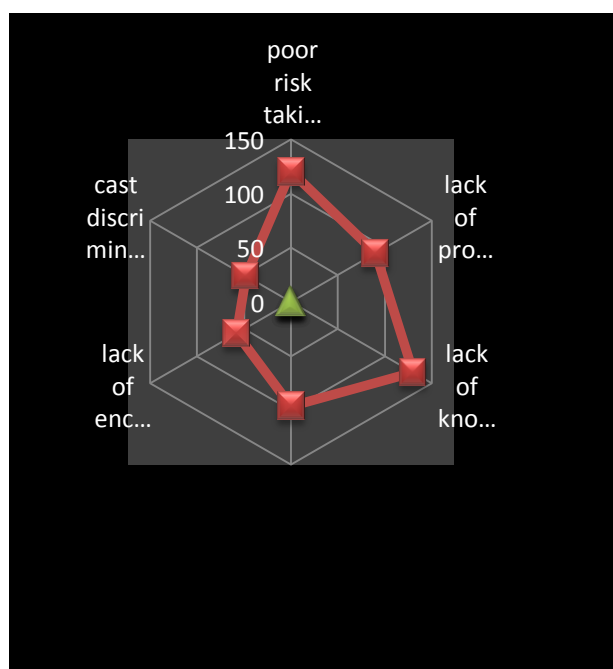 poor
risk
taki...
150
100
50
0
lack
of
pro...
lack
of
kno...
lack
of
enc...
cast
discri
min...